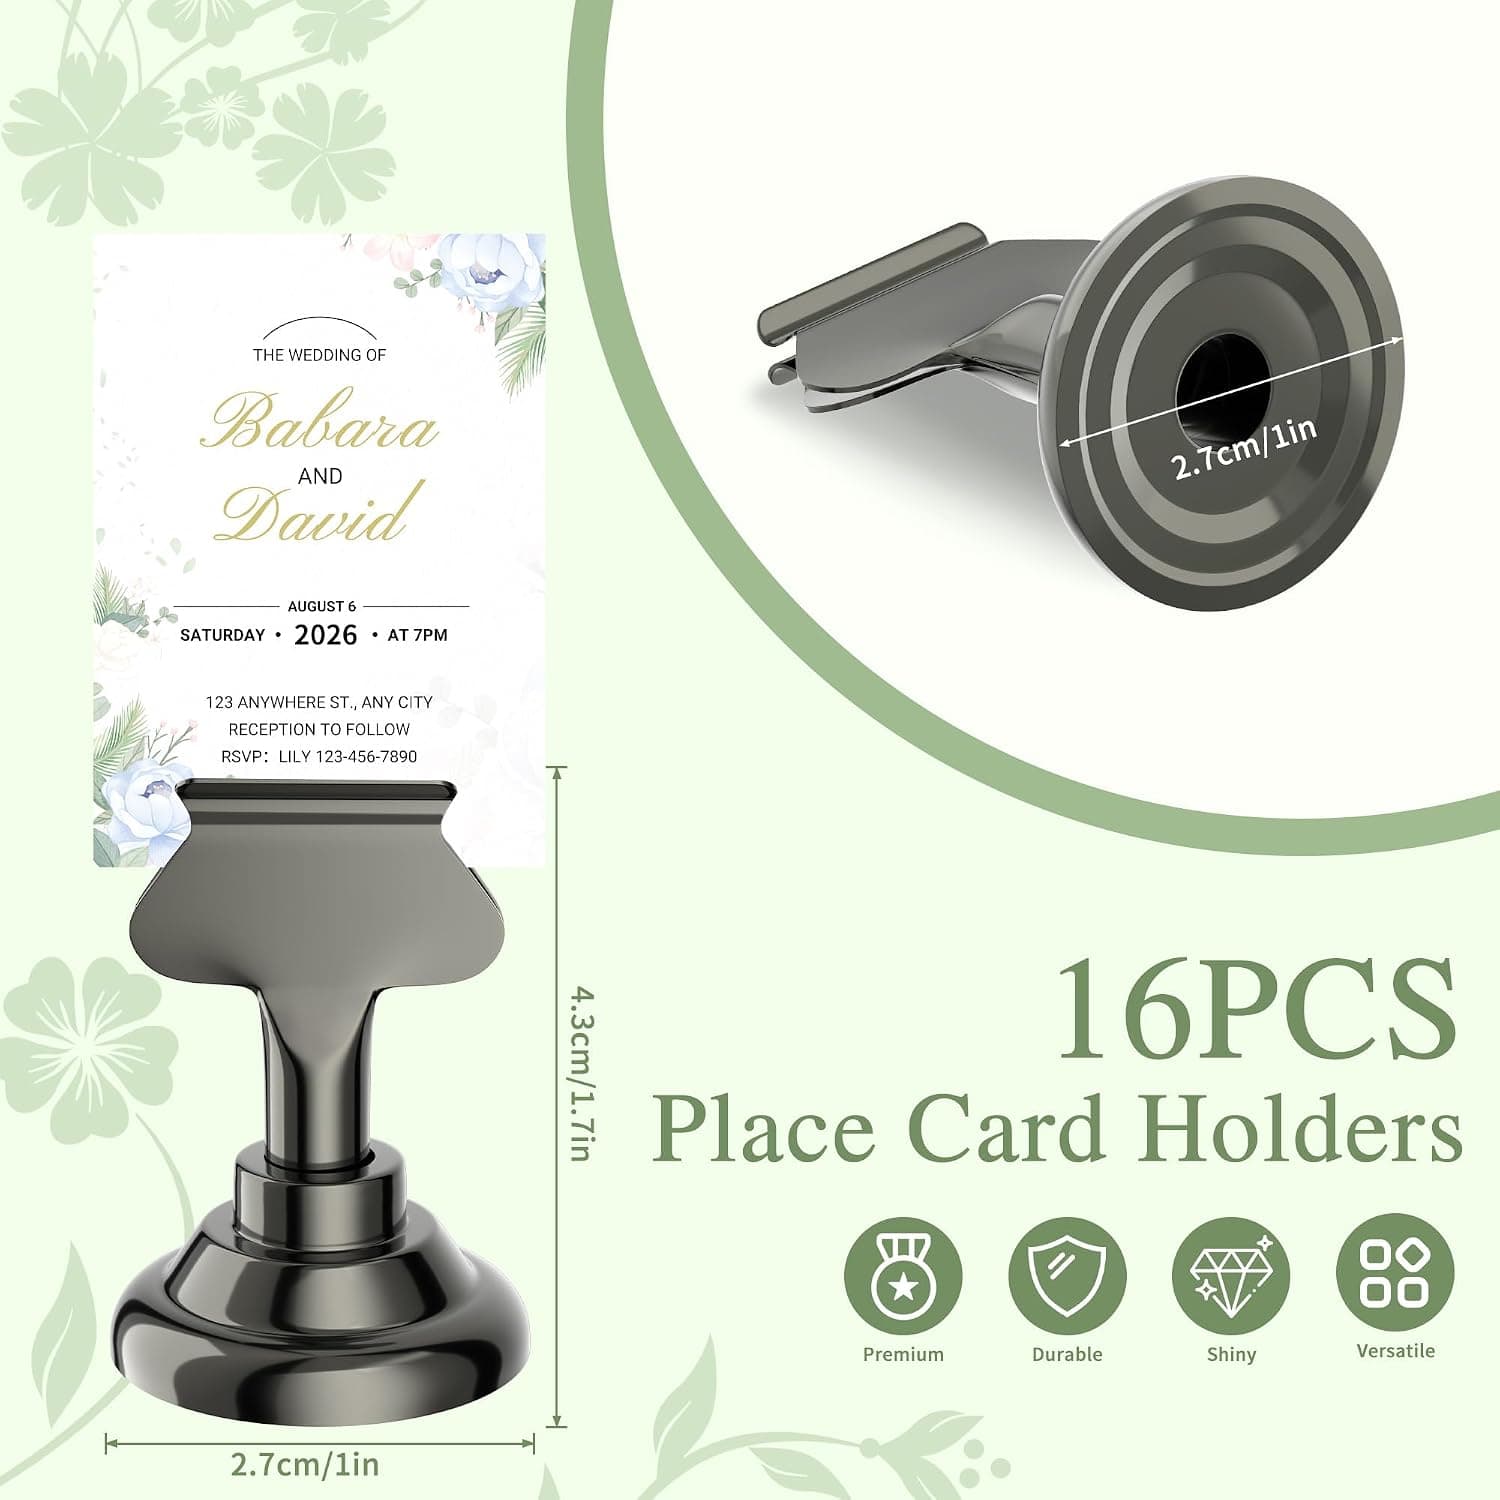 THE WEDDING OF
Babara
AND
David
AUGUST 6
SATURDAY • 2026 • AT 7PM
123 ANYWHERE ST., ANY CITY
RECEPTION TO FOLLOW
RSVP: LILY 123-456-7890
4.3cm/1.7in
2.7cm/1in
2.7cm/1in
16PCS
Place Card Holders
Premium
Durable
Shiny
Versatile